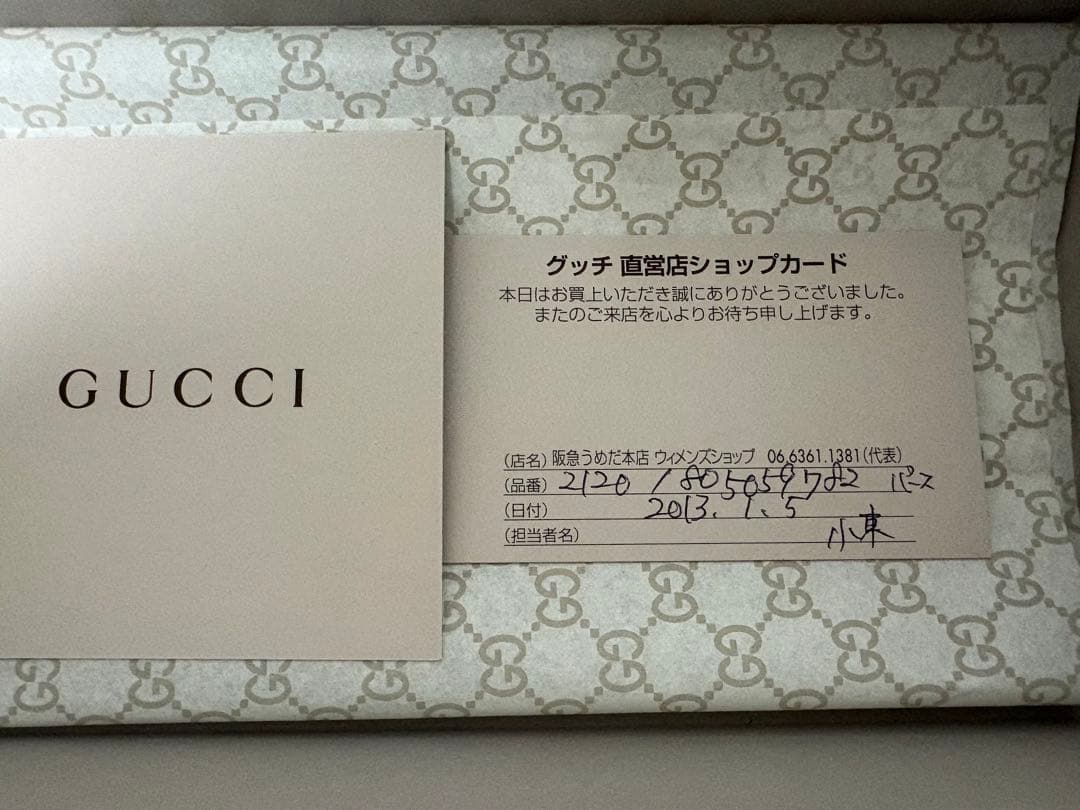 GUCCI
グッチ 直営店ショップカード
本日はお買上いただき誠にありがとうございました。
またのご来店を心よりお待ち申し上げます。
(店名) 阪急うめだ本店 ウィメンズショップ 06.6361.1381(代表)
(品番) 2120 1805059782 パース
(日付) 2013.1.5
(担当者名) 小東